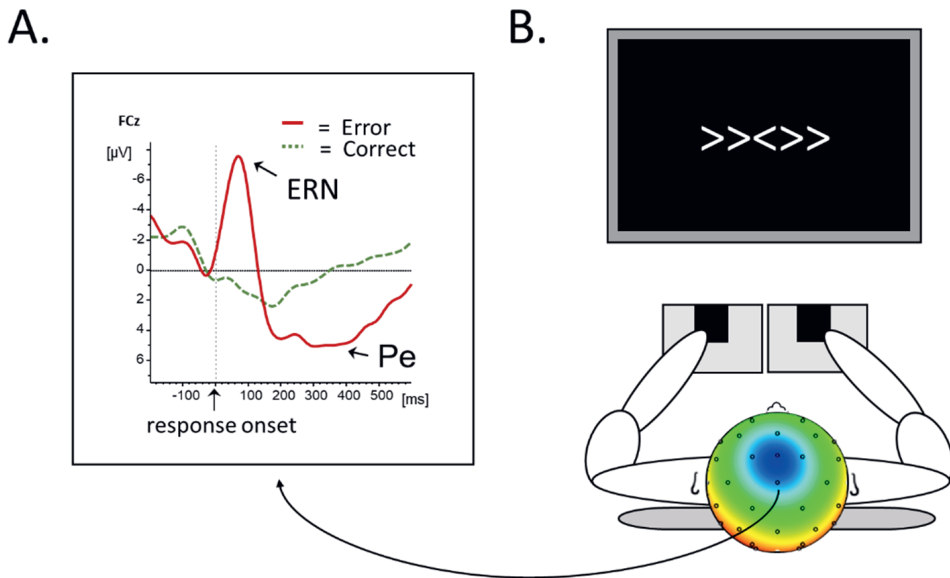 A.
B.
FCz
[µV]
= Error
= Correct
ERN
Pe
-6
-4
-2
0
2
4
6
-100
0
100
200
300
400
500
[ms]
response onset
>><>>